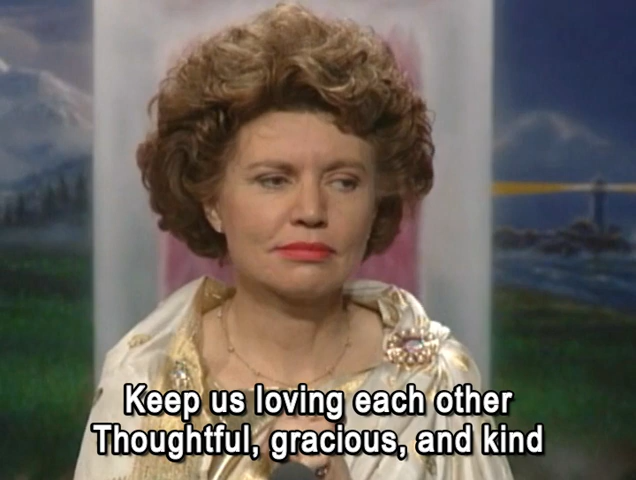 Keep us loving each other
Thoughtful, gracious, and kind